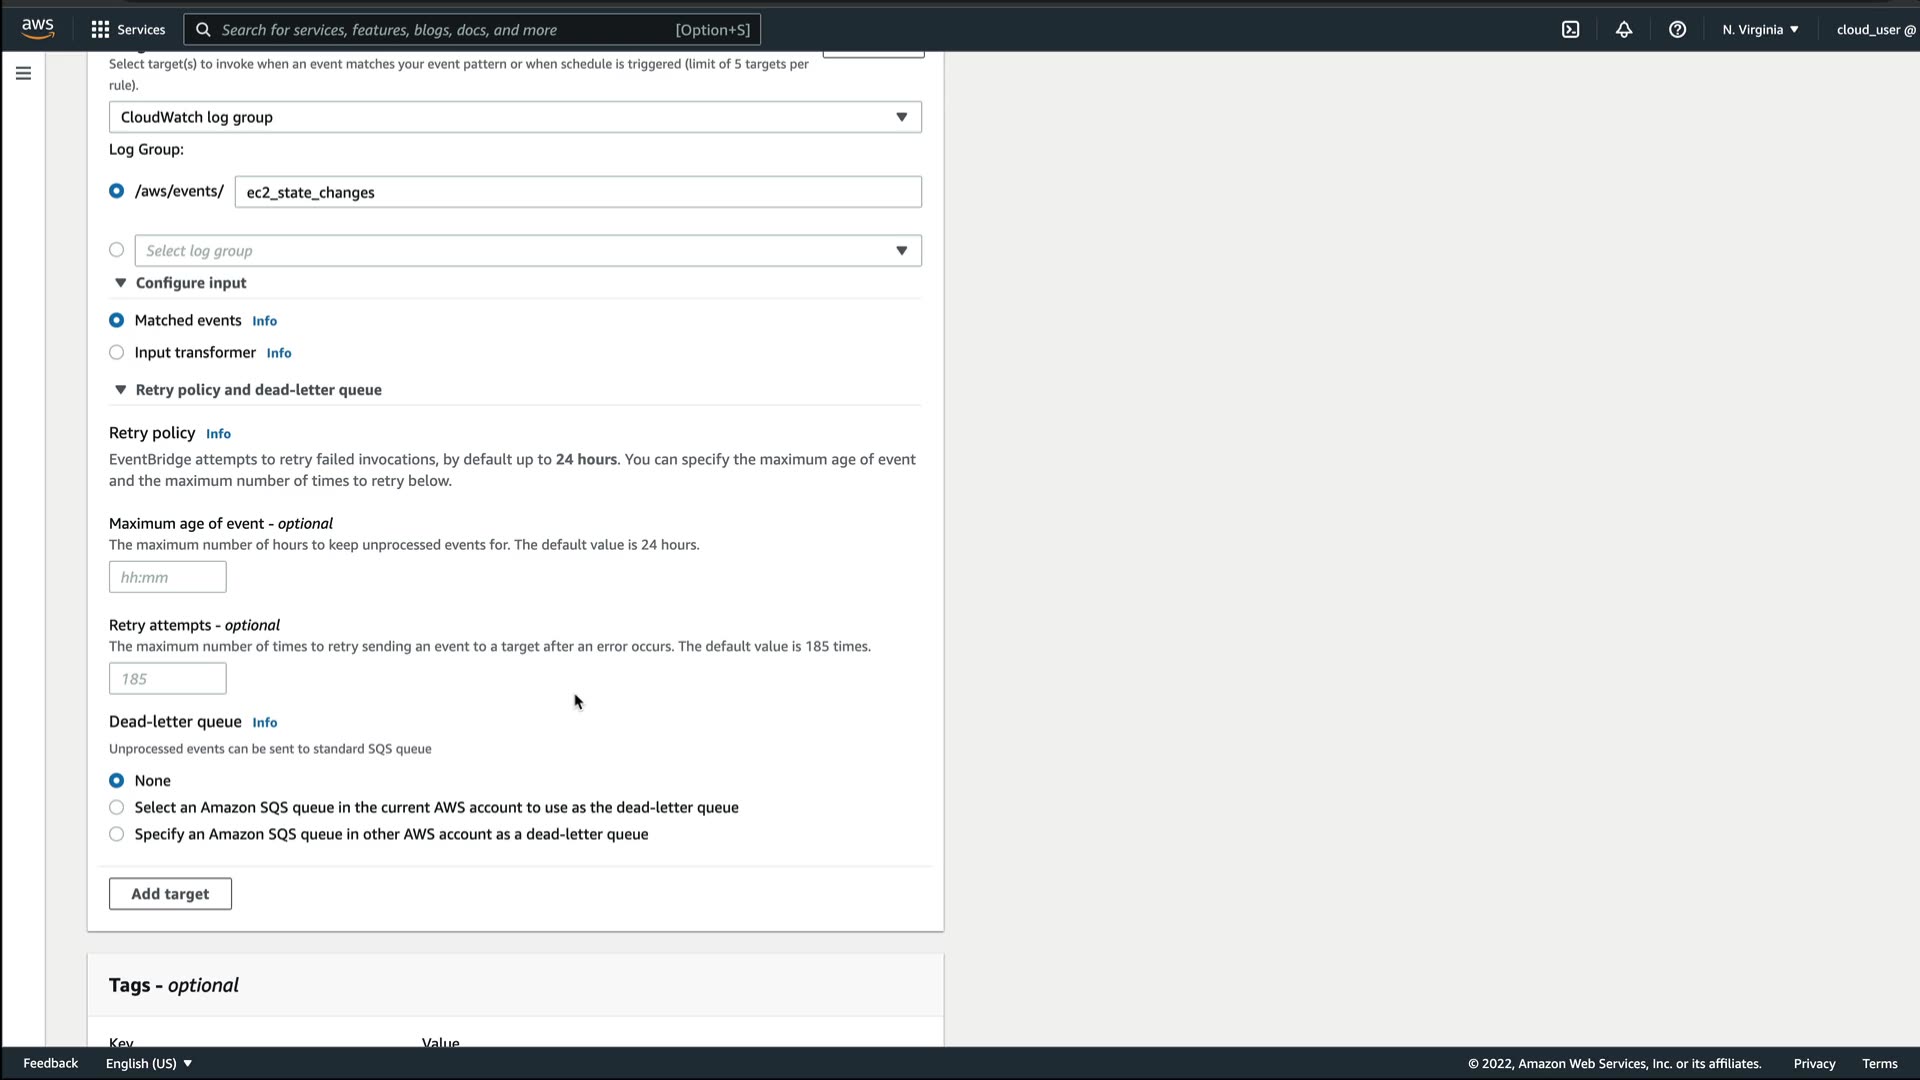 aws
Services
Search for services, features, blogs, docs, and more
[Option+S]
N. Virginia
cloud_user @
Select target(s) to invoke when an event matches your event pattern or when schedule is triggered (limit of 5 targets per
rule).
CloudWatch log group
Log Group:
/aws/events/
ec2_state_changes
Select log group
Configure input
Matched events Info
Input transformer Info
Retry policy and dead-letter queue
Retry policy Info
EventBridge attempts to retry failed invocations, by default up to 24 hours. You can specify the maximum age of event
and the maximum number of times to retry below.
Maximum age of event - optional
The maximum number of hours to keep unprocessed events for. The default value is 24 hours.
hh:mm
Retry attempts - optional
The maximum number of times to retry sending an event to a target after an error occurs. The default value is 185 times.
185
Dead-letter queue Info
Unprocessed events can be sent to standard SQS queue
None
Select an Amazon SQS queue in the current AWS account to use as the dead-letter queue
Specify an Amazon SQS queue in other AWS account as a dead-letter queue
Add target
Tags - optional
Key Value
Feedback English (US)
© 2022, Amazon Web Services, Inc. or its affiliates. Privacy Terms